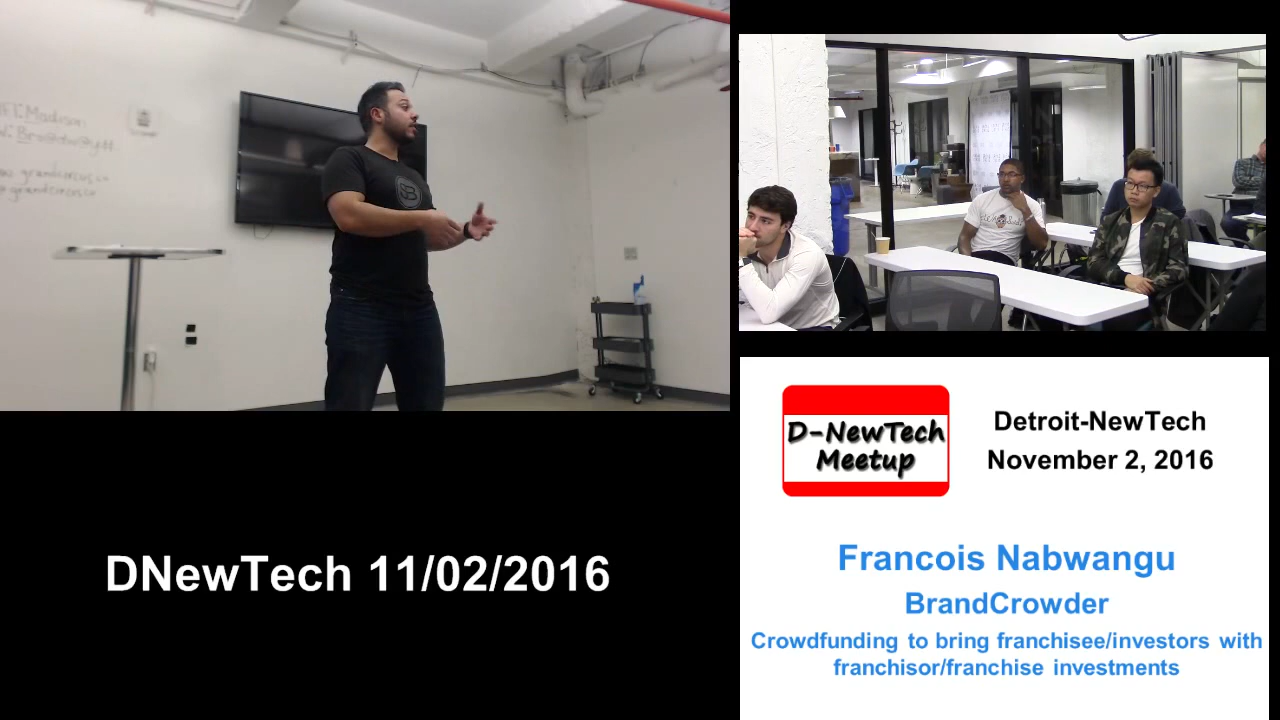 Madison
DNewTech 11/02/2016
D-NewTech
Meetup
Detroit-NewTech
November 2, 2016
Francois Nabwangu
BrandCrowder
Crowdfunding to bring franchisee/investors with
franchisor/franchise investments